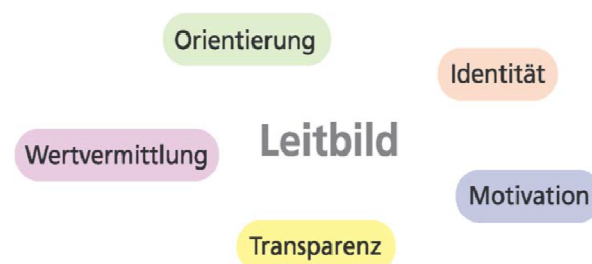 Orientierung
Identität
Leitbild
Wertvermittlung
Motivation
Transparenz